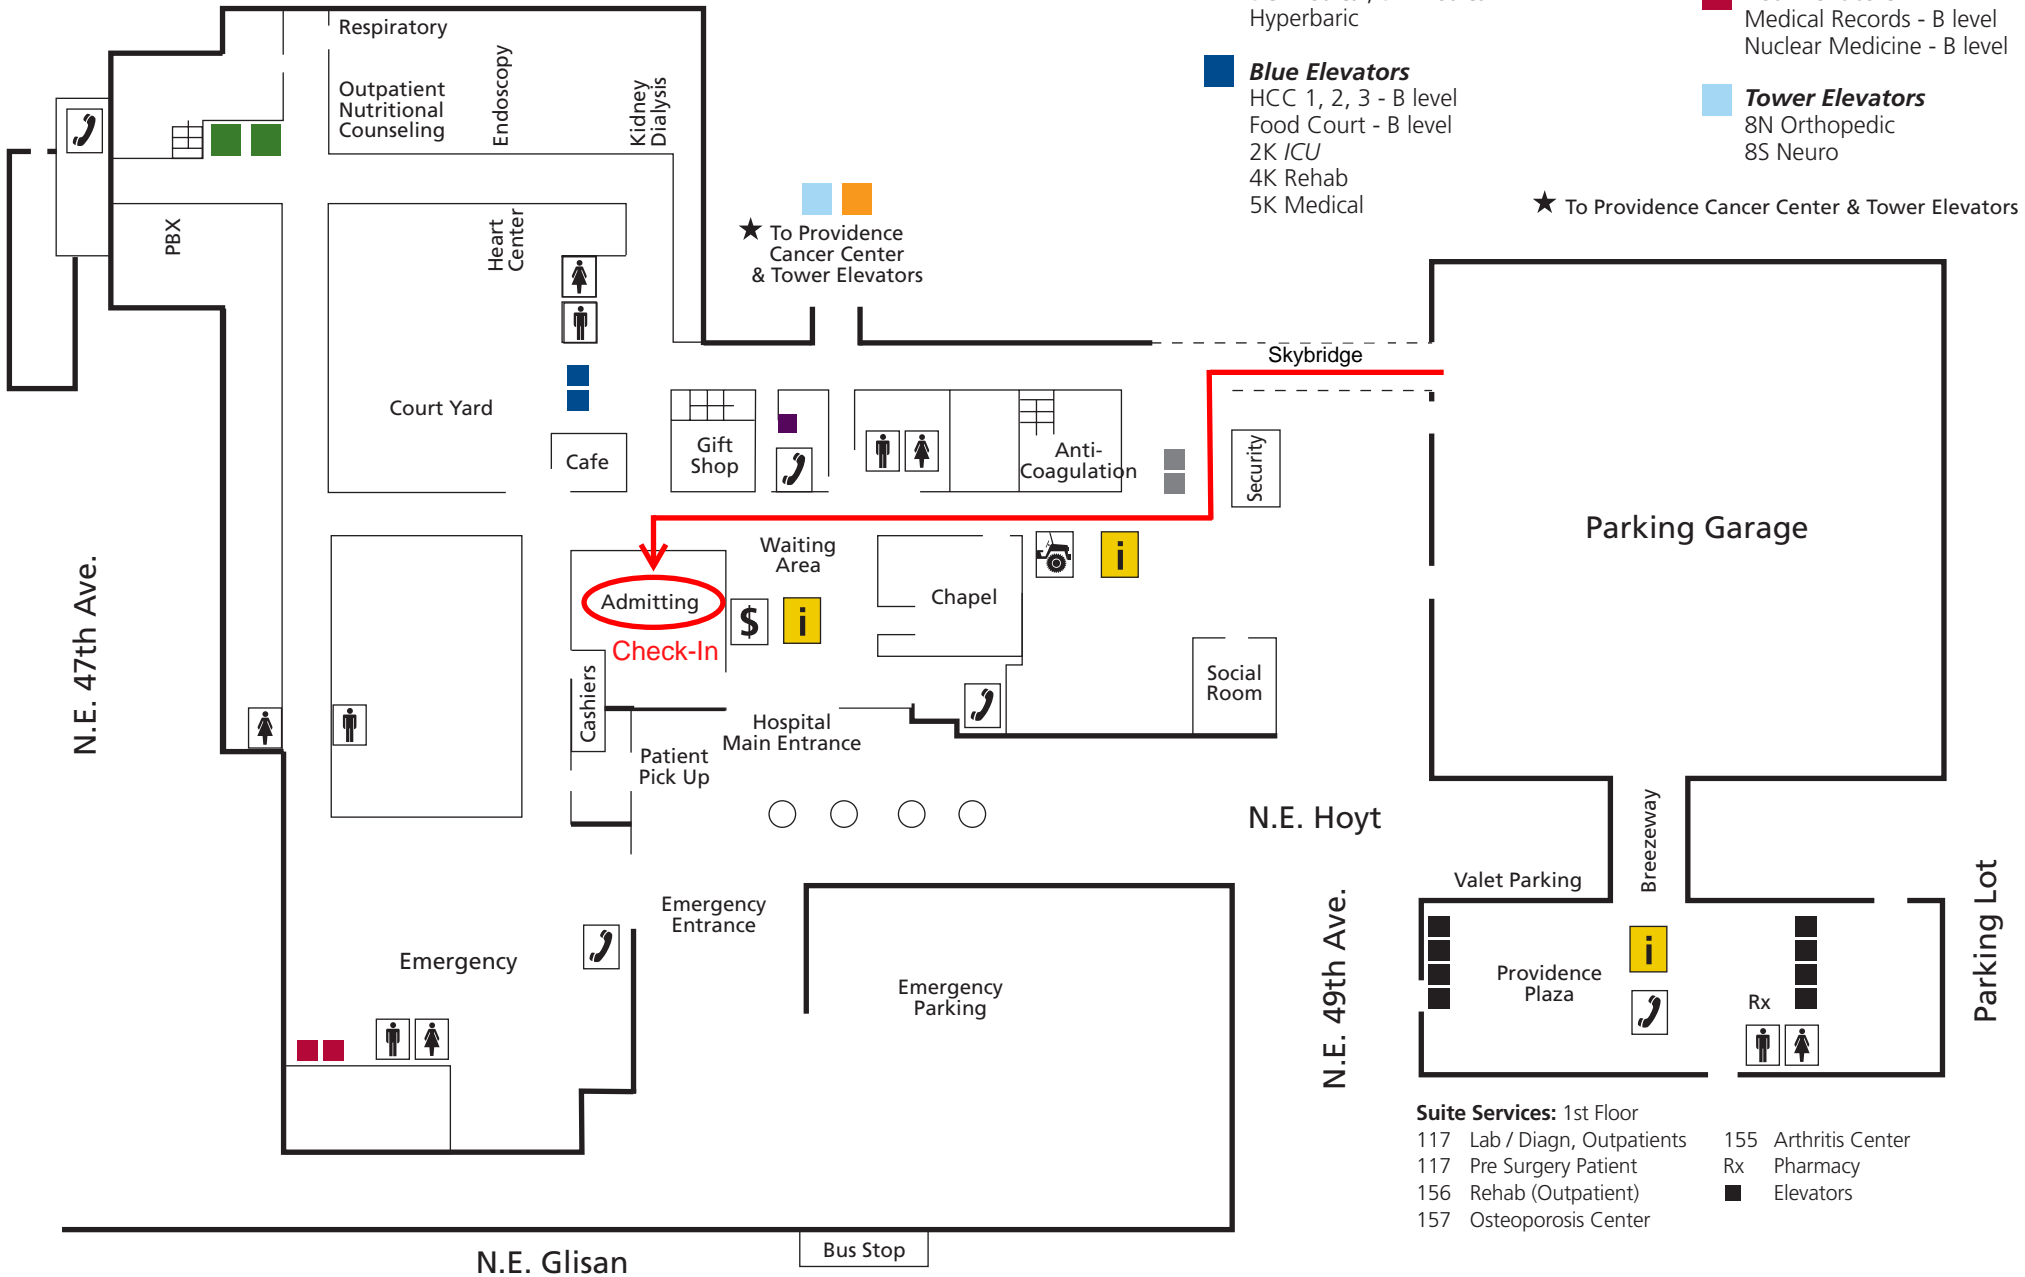 Hyperbaric
Blue Elevators
HCC 1, 2, 3 - B level
Food Court - B level
2K ICU
4K Rehab
5K Medical
Medical Records - B level
Nuclear Medicine - B level
Tower Elevators
8N Orthopedic
8S Neuro
★ To Providence Cancer Center & Tower Elevators
Respiratory
Outpatient
Nutritional
Counseling
Endoscopy
Kidney
Dialysis
PBX
Heart
Center
★ To Providence
Cancer Center
& Tower Elevators
Skybridge
Court Yard
Cafe
Gift
Shop
Anti-
Coagulation
Security
Parking Garage
Waiting
Area
Admitting
$
i
i
Chapel
Check-In
Cashiers
Social
Room
Hospital
Main Entrance
Patient
Pick Up
N.E. 47th Ave.
N.E. Hoyt
Breezeway
Valet Parking
Parking Lot
Emergency
Entrance
Emergency
Emergency
Parking
N.E. 49th Ave.
Providence
Plaza
i
Rx
Suite Services: 1st Floor
117 Lab / Diagn, Outpatients
117 Pre Surgery Patient
156 Rehab (Outpatient)
157 Osteoporosis Center
155 Arthritis Center
Rx Pharmacy
Elevators
Bus Stop
N.E. Glisan